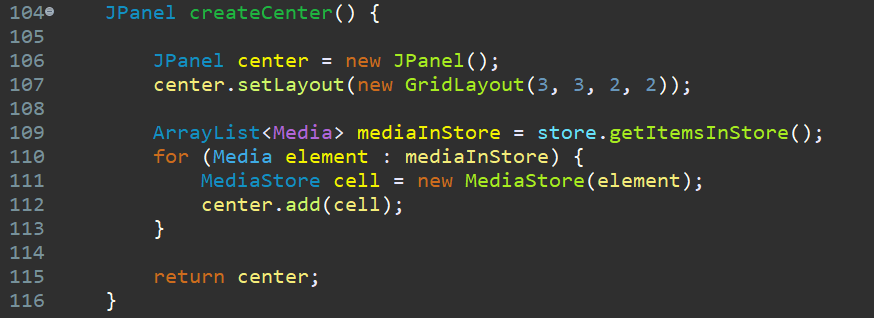 104 JPanel createCenter() {
105
106 JPanel center = new JPanel();
107 center.setLayout(new GridLayout(3, 3, 2, 2));
108
109 ArrayList<Media> mediaInStore = store.getItemsInStore();
110 for (Media element : mediaInStore) {
111 MediaStore cell = new MediaStore(element);
112 center.add(cell);
113 }
114
115 return center;
116 }